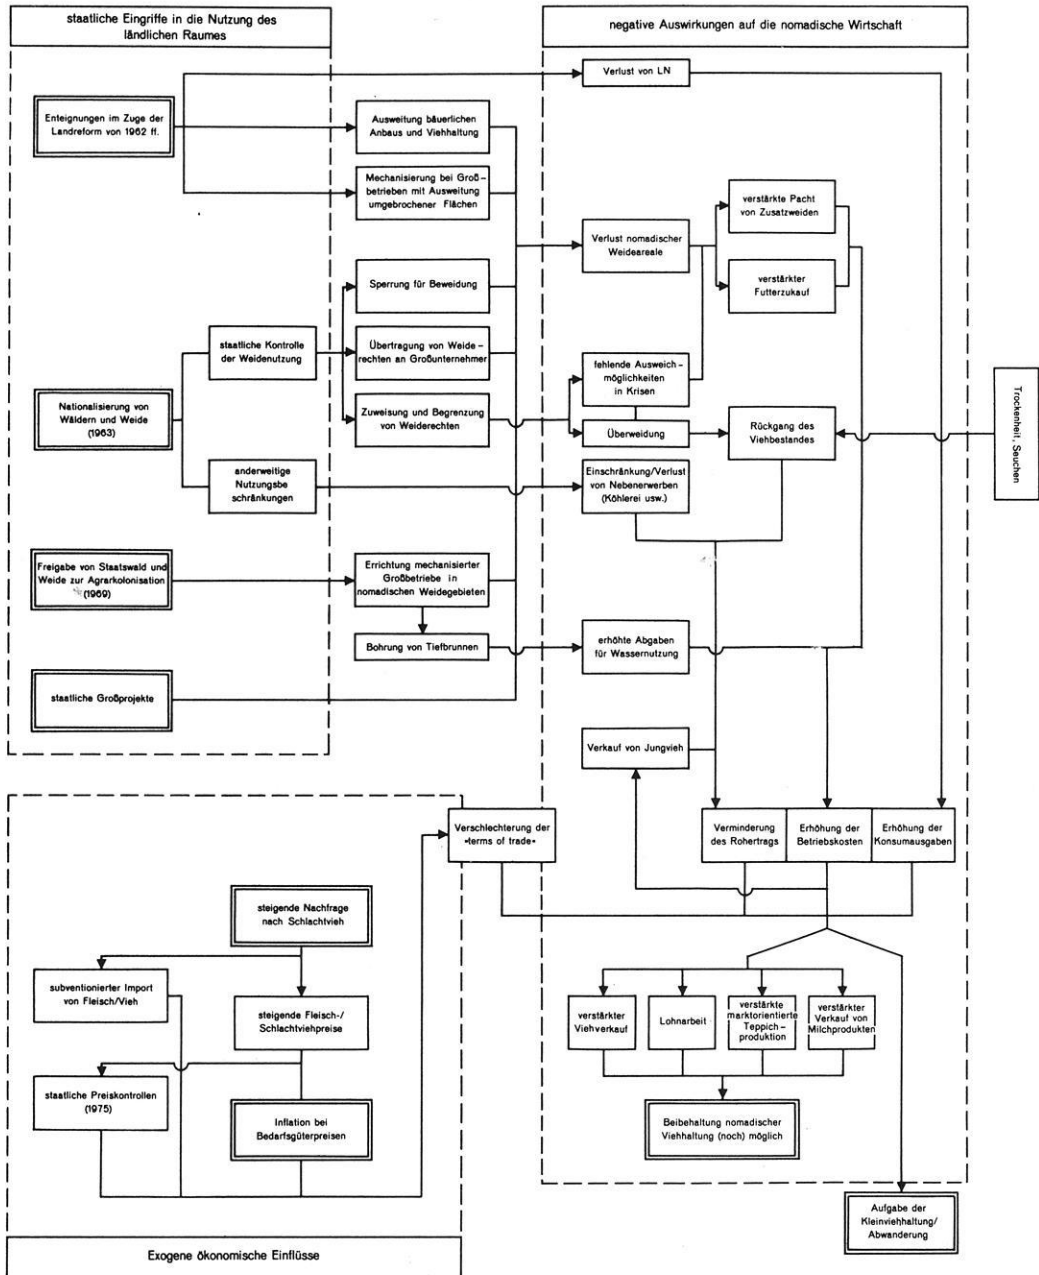 staatliche Eingriffe in die Nutzung des
ländlichen Raumes
negative Auswirkungen auf die nomadische Wirtschaft
Verlust von LN
Enteignungen im Zuge der
Landreform von 1962 ff.
Ausweitung bäuerlichen
Anbaus und Viehhaltung
Mechanisierung bei Groß-
betrieben mit Ausweitung
umgebrochener Flächen
verstärkte Pacht
von Zusatzweiden
Verlust nomadischer
Weideareale
Sperrung für Beweidung
verstärkter
Futterzukauf
staatliche Kontrolle
der Weidenutzung
Übertragung von Weide-
rechten an Großunternehmer
fehlende Ausweich-
möglichkeiten
in Krisen
Nationalisierung von
Wäldern und Weide
(1963)
Zuweisung und Begrenzung
von Weiderechten
Überweidung
Rückgang des
Viehbestandes
Trockenheit, Seuchen
anderweitige
Nutzungsbe
schränkungen
Einschränkung/Verlust
von Nebenerwerben
(Köhlerei usw.)
Freigabe von Staatswald und
Weide zur Agrarkolonisation
(1969)
Errichtung mechanisierter
Großbetriebe in
nomadischen Weidegebieten
Bohrung von Tiefbrunnen
erhöhte Abgaben
für Wassernutzung
staatliche Großprojekte
Verkauf von Jungvieh
Verschlechterung der
«terms of trade»
Verminderung
des Rohertrags
Erhöhung der
Betriebskosten
Erhöhung der
Konsumausgaben
steigende Nachfrage
nach Schlachtvieh
subventionierter Import
von Fleisch/Vieh
steigende Fleisch-/
Schlachtviehpreise
verstärkter
Viehverkauf
Lohnarbeit
verstärkte
marktorientierte
Teppich-
produktion
verstärkter
Verkauf von
Milchprodukten
staatliche Preiskontrollen
(1975)
Inflation bei
Bedarfsgüterpreisen
Beibehaltung nomadischer
Viehhaltung (noch) möglich
Aufgabe der
Kleinviehhaltung/
Abwanderung
Exogene ökonomische Einflüsse